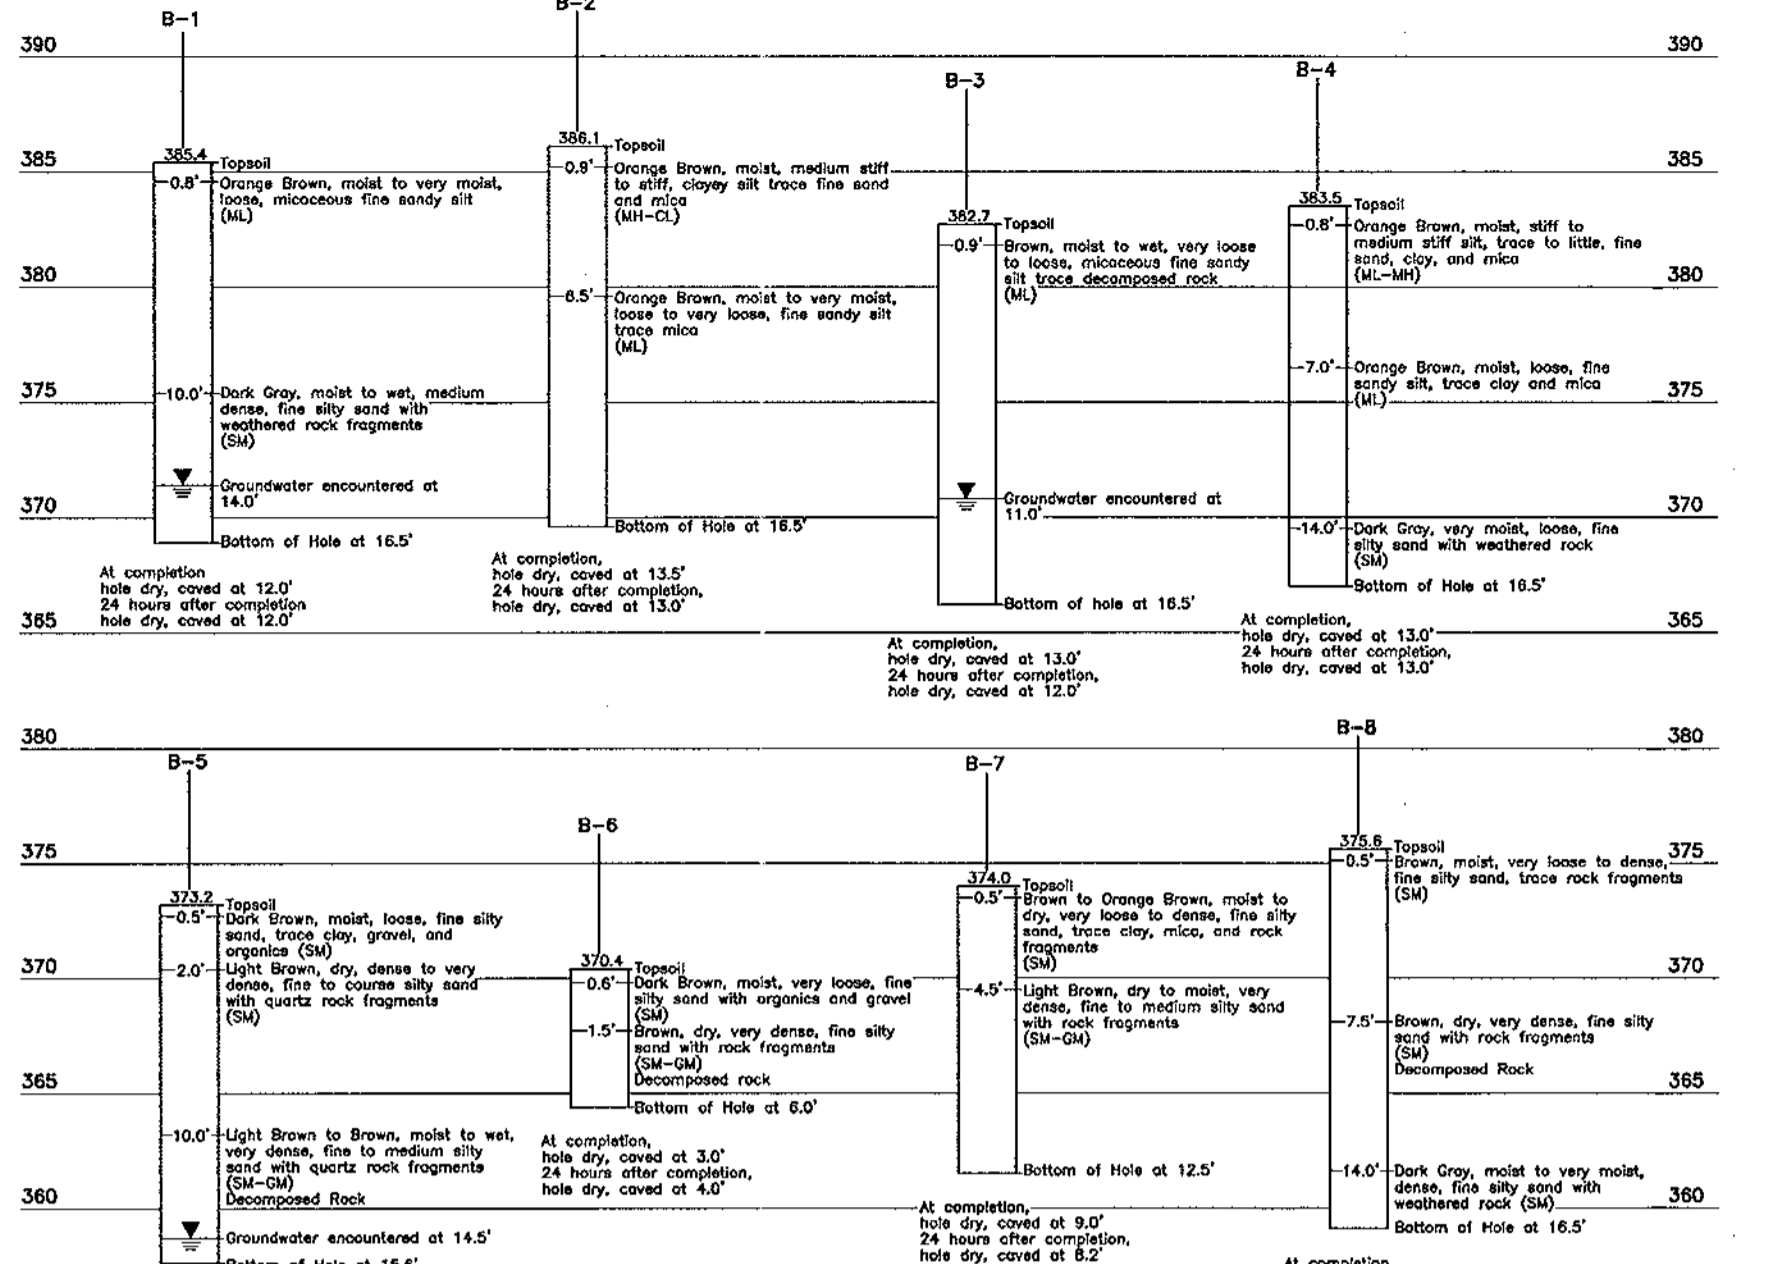 B-1
B-2
390
390
B-3
B-4
385.4
Topsoil
0.8'
Orange Brown, moist to very moist,
loose, micaceous fine sandy silt
(ML)
10.0'
Dark Gray, moist to wet, medium
dense, fine silty sand with
weathered rock fragments
(SM)
Groundwater encountered at
14.0'
Bottom of Hole at 16.5'
At completion
hole dry, caved at 12.0'
24 hours after completion
hole dry, caved at 12.0'
386.1
Topsoil
0.9'
Orange Brown, moist, medium stiff
to stiff, clayey silt trace fine sand
and mica
(MH-CL)
6.5'
Orange Brown, moist to very moist,
loose to very loose, fine sandy silt
trace mica
(ML)
Bottom of Hole at 16.5'
At completion,
hole dry, caved at 13.5'
24 hours after completion,
hole dry, caved at 13.0'
382.7
Topsoil
0.9'
Brown, moist to wet, very loose
to loose, micaceous fine sandy
silt trace decomposed rock
(ML)
Groundwater encountered at
11.0'
Bottom of hole at 16.5'
At completion,
hole dry, caved at 13.0'
24 hours after completion,
hole dry, caved at 12.0'
383.5
Topsoil
0.8'
Orange Brown, moist, stiff to
medium stiff silt, trace to little, fine
sand, clay, and mica
(ML-MH)
7.0'
Orange Brown, moist, loose, fine
sandy silt, trace clay and mica
(ML)
14.0'
Dark Gray, very moist, loose, fine
silty sand with weathered rock
(SM)
Bottom of Hole at 16.5'
At completion,
hole dry, caved at 13.0'
24 hours after completion,
hole dry, caved at 13.0'
385
385
380
380
375
375
370
370
365
365
380
380
B-5
B-6
B-7
B-8
373.2
Topsoil
0.5'
Dark Brown, moist, loose, fine silty
sand, trace clay, gravel, and
organics (SM)
2.0'
Light Brown, dry, dense to very
dense, fine to course silty sand
with quartz rock fragments
(SM)
10.0'
Light Brown to Brown, moist to wet,
very dense, fine to medium silty
sand with quartz rock fragments
(SM-GM)
Decomposed Rock
Groundwater encountered at 14.5'
Bottom of Hole at 15.6'
370.4
Topsoil
0.6'
Dark Brown, moist, very loose, fine
silty sand with organics and gravel
(SM)
1.5'
Brown, dry, very dense, fine silty
sand with rock fragments
(SM-GM)
Decomposed rock
Bottom of Hole at 6.0'
At completion,
hole dry, caved at 3.0'
24 hours after completion,
hole dry, caved at 4.0'
374.0
Topsoil
0.5'
Brown to Orange Brown, moist to
dry, very loose to dense, fine silty
sand, trace clay, mica, and rock
fragments
(SM)
4.5'
Light Brown, dry to moist, very
dense, fine to medium silty sand
with rock fragments
(SM-GM)
Bottom of Hole at 12.5'
At completion,
hole dry, caved at 9.0'
24 hours after completion,
hole dry, caved at 8.2'
375.6
Topsoil
0.5'
Brown, moist, very loose to dense,
fine silty sand, trace rock fragments
(SM)
7.5'
Brown, dry, very dense, fine silty
sand with rock fragments
(SM)
Decomposed Rock
14.0'
Dark Gray, moist to very moist,
dense, fine silty sand with
weathered rock (SM)
Bottom of Hole at 16.5'
At completion
375
375
370
370
365
365
360
360